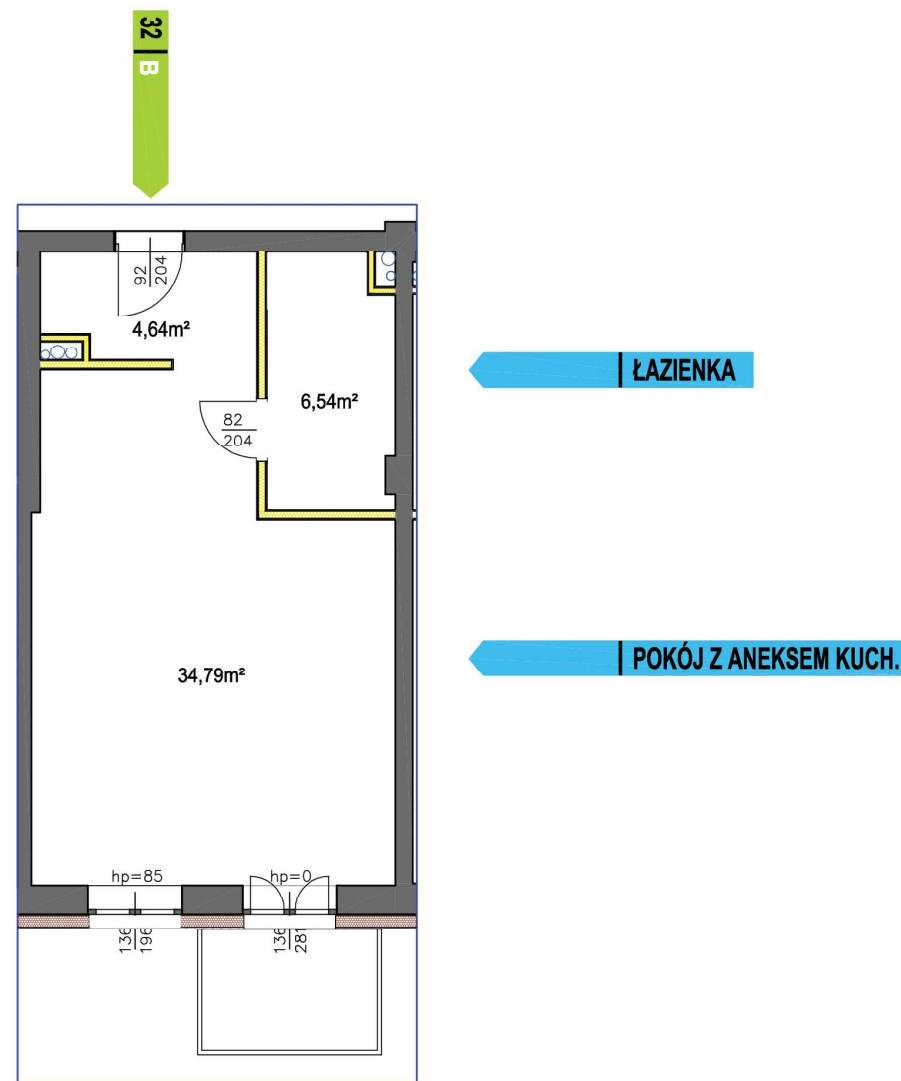 32 B
92
204
4,64m²
ŁAZIENKA
6,54m²
82
204
POKÓJ Z ANEKSEM KUCH.
34,79m²
hp=85
hp=0
136
196
136
281